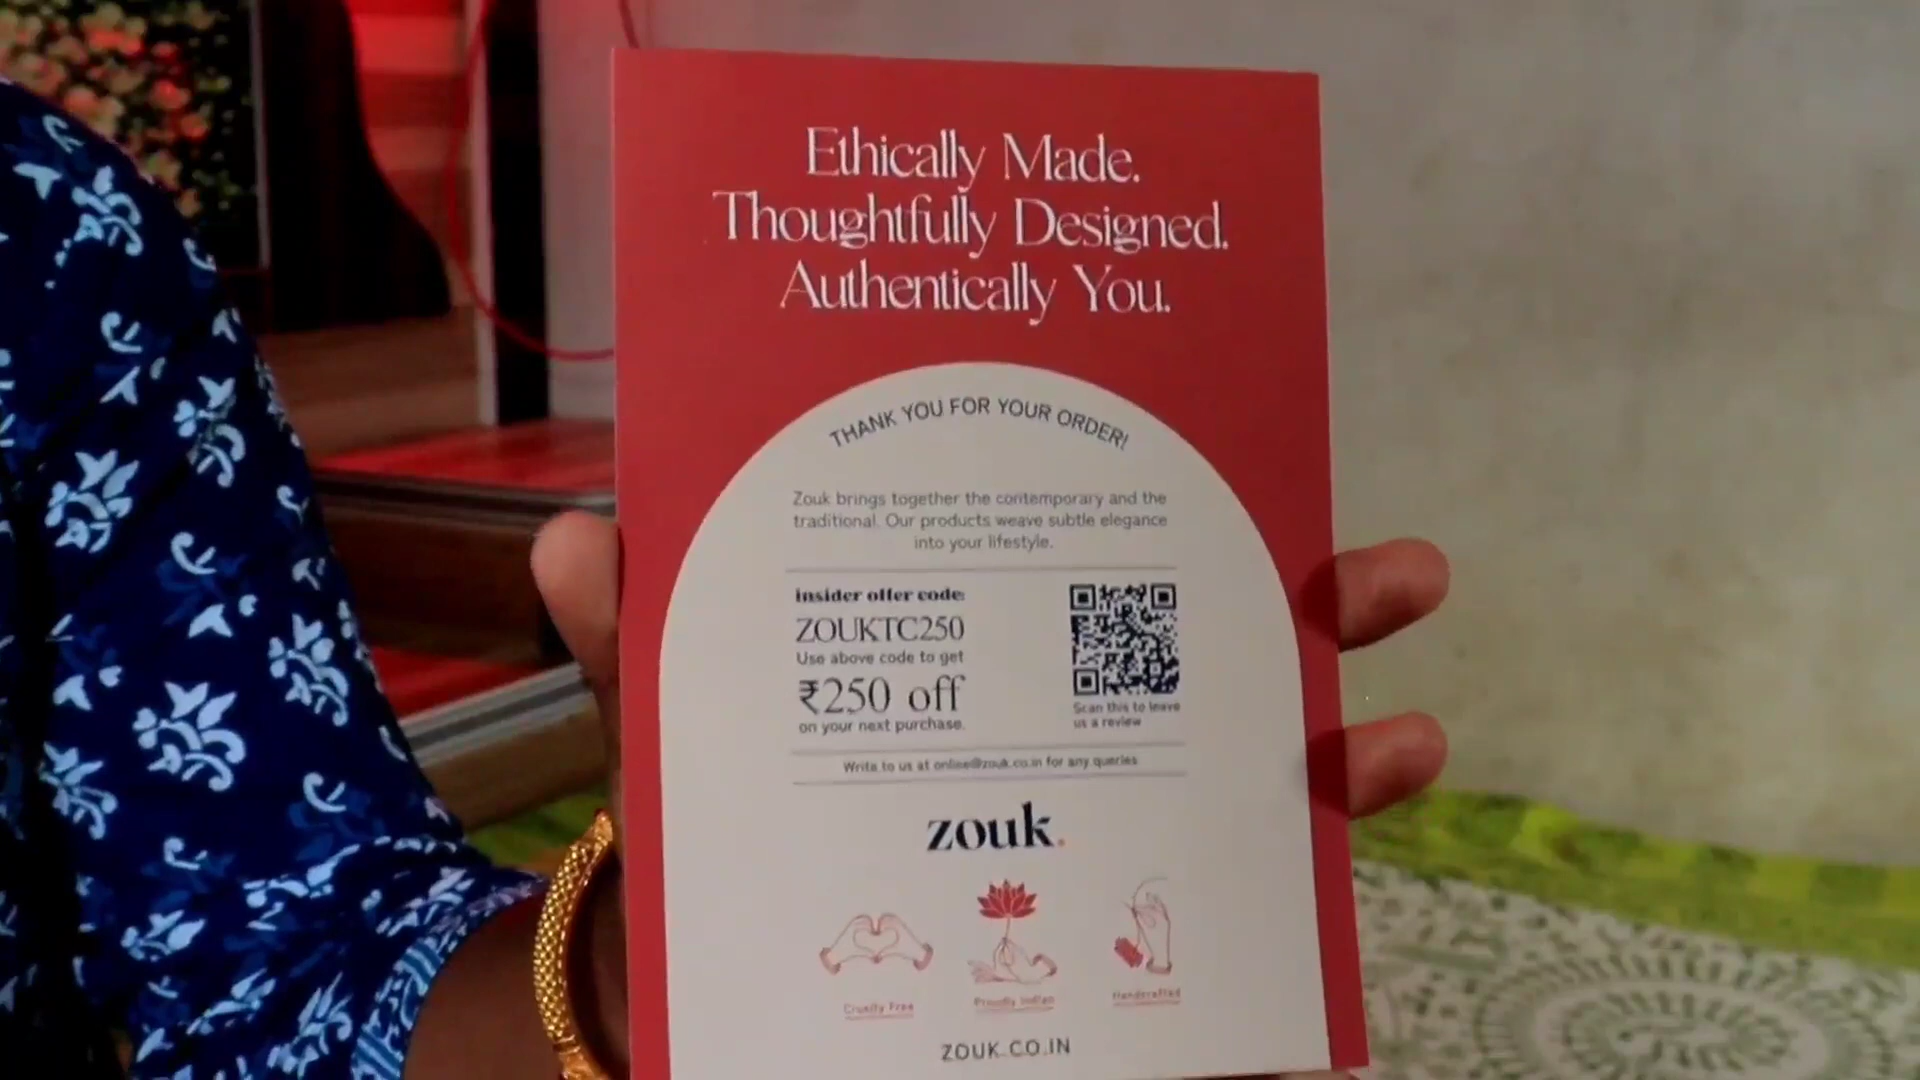 Ethically Made.
Thoughtfully Designed.
Authentically You.
THANK YOU FOR YOUR ORDER!
Zouk brings together the contemporary and the
traditional. Our products weave subtle elegance
into your lifestyle.
insider offer code:
ZOUKTC250
Use above code to get
₹250 off
on your next purchase.
Scan this to leave
us a review
Write to us at online@zouk.co.in for any queries
zouk.
Cruelty Free
Proudly Indian
Handcrafted
ZOUK.CO.IN